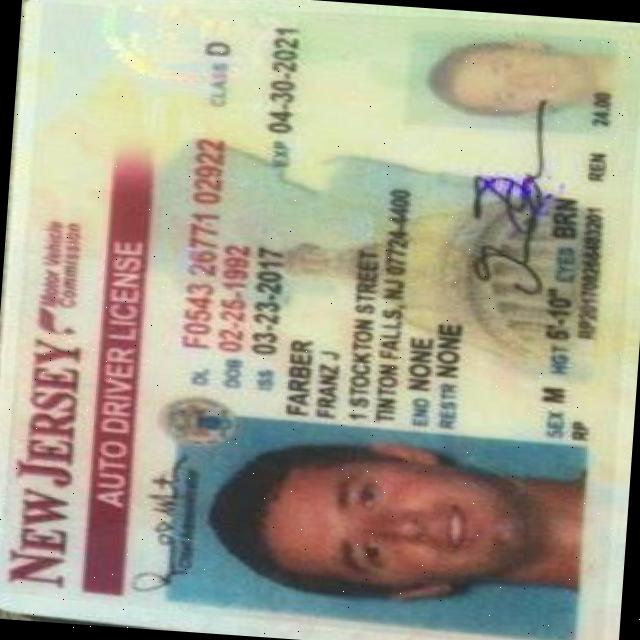 NEW JERSEY
Motor Vehicle
Commission
AUTO DRIVER LICENSE
DL F0543 26771 02922 CLASS D
DOB 02-25-1992
ISS 03-23-2017 EXP 04-30-2021
FARBER
FRANZ J
1 STOCKTON STREET
TINTON FALLS, NJ 07724-4400
END NONE
RESTR NONE
SEX M HGT 5'-10" EYES BRN
RP REN 24.00